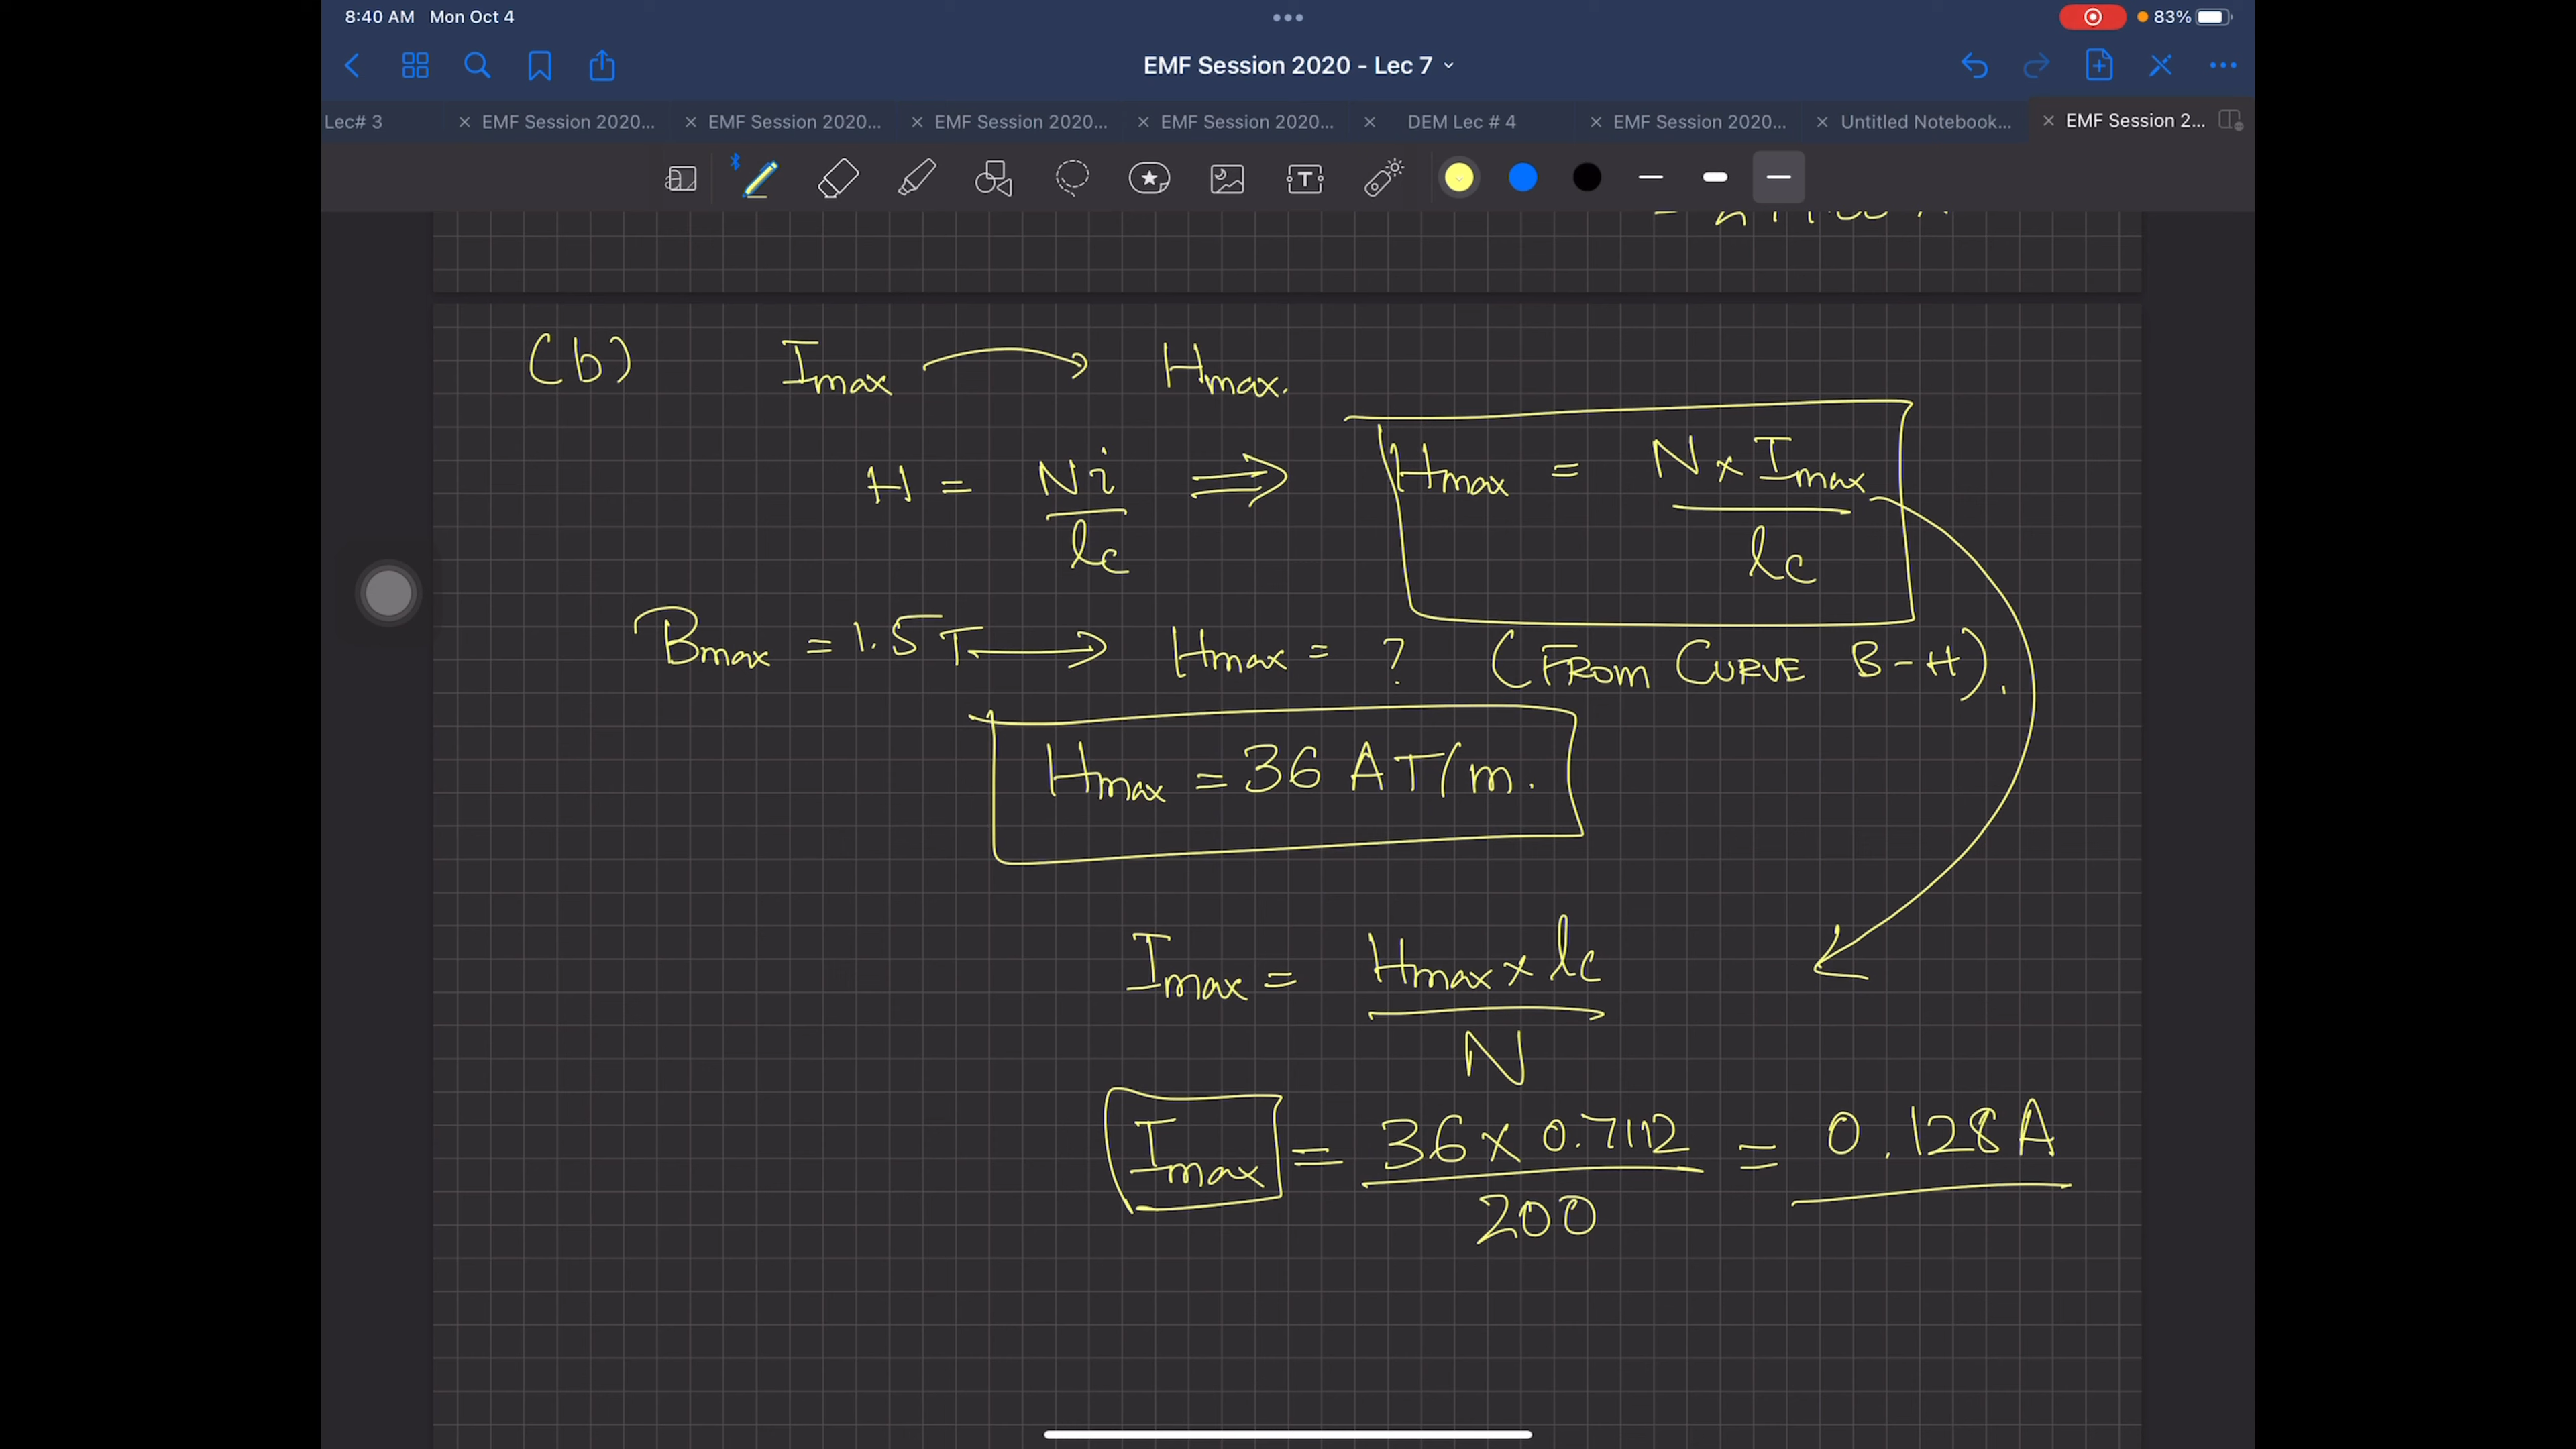 8:40 AM Mon Oct 4
83%
EMF Session 2020 - Lec 7
Lec# 3
EMF Session 2020...
EMF Session 2020...
EMF Session 2020...
EMF Session 2020...
DEM Lec # 4
EMF Session 2020...
Untitled Notebook...
EMF Session 2...
(b) Imax → Hmax.
H = Ni / lc ⇒ Hmax = N × Imax / lc
Bmax = 1.5 T → Hmax = ? (FROM CURVE B-H).
Hmax = 36 AT/m.
Imax = Hmax × lc / N
Imax = 36 × 0.7112 / 200 = 0.128 A